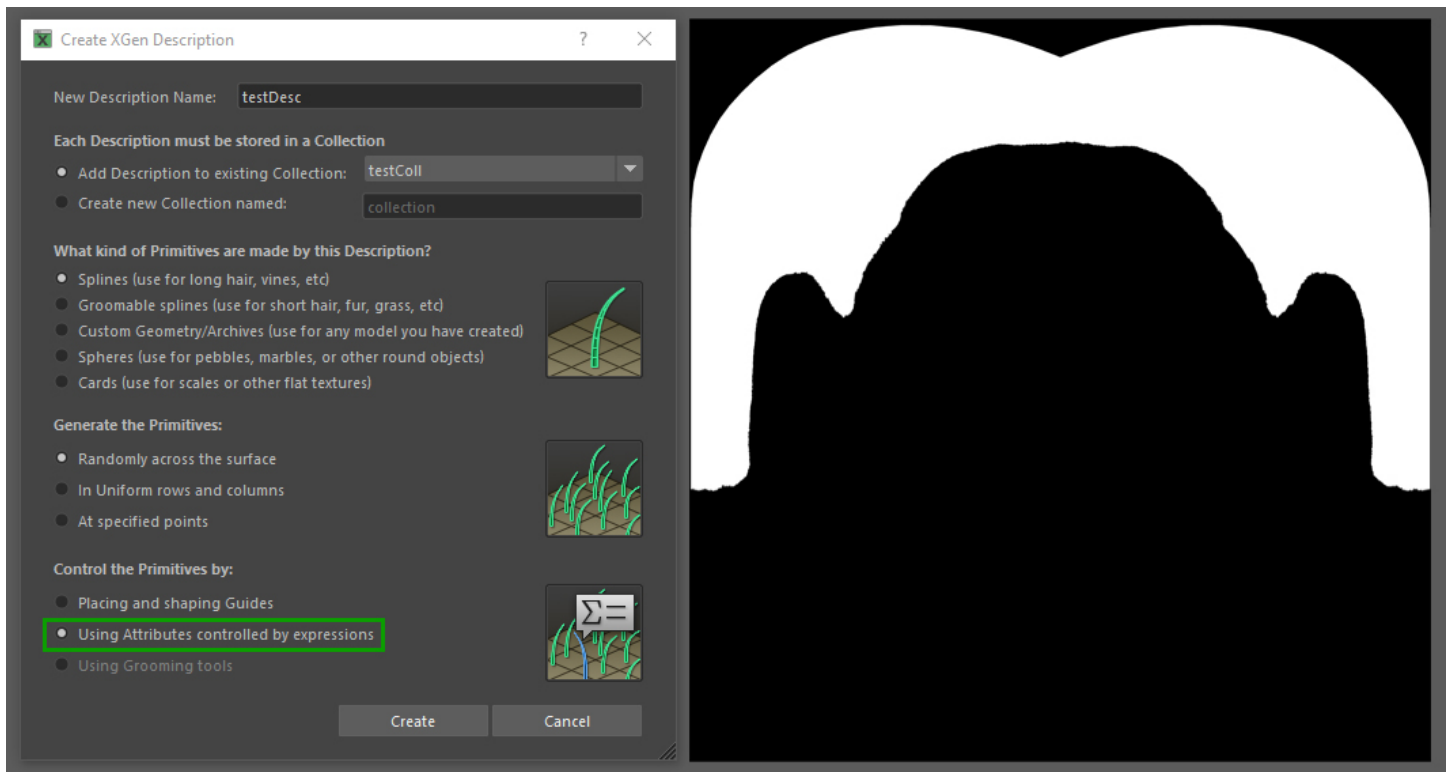 Create XGen Description
?
New Description Name: testDesc
Each Description must be stored in a Collection
Add Description to existing Collection: testColl
Create new Collection named: collection
What kind of Primitives are made by this Description?
Splines (use for long hair, vines, etc)
Groomable splines (use for short hair, fur, grass, etc)
Custom Geometry/Archives (use for any model you have created)
Spheres (use for pebbles, marbles, or other round objects)
Cards (use for scales or other flat textures)
Generate the Primitives:
Randomly across the surface
In Uniform rows and columns
At specified points
Control the Primitives by:
Placing and shaping Guides
Σ=
Using Attributes controlled by expressions
Using Grooming tools
Create Cancel